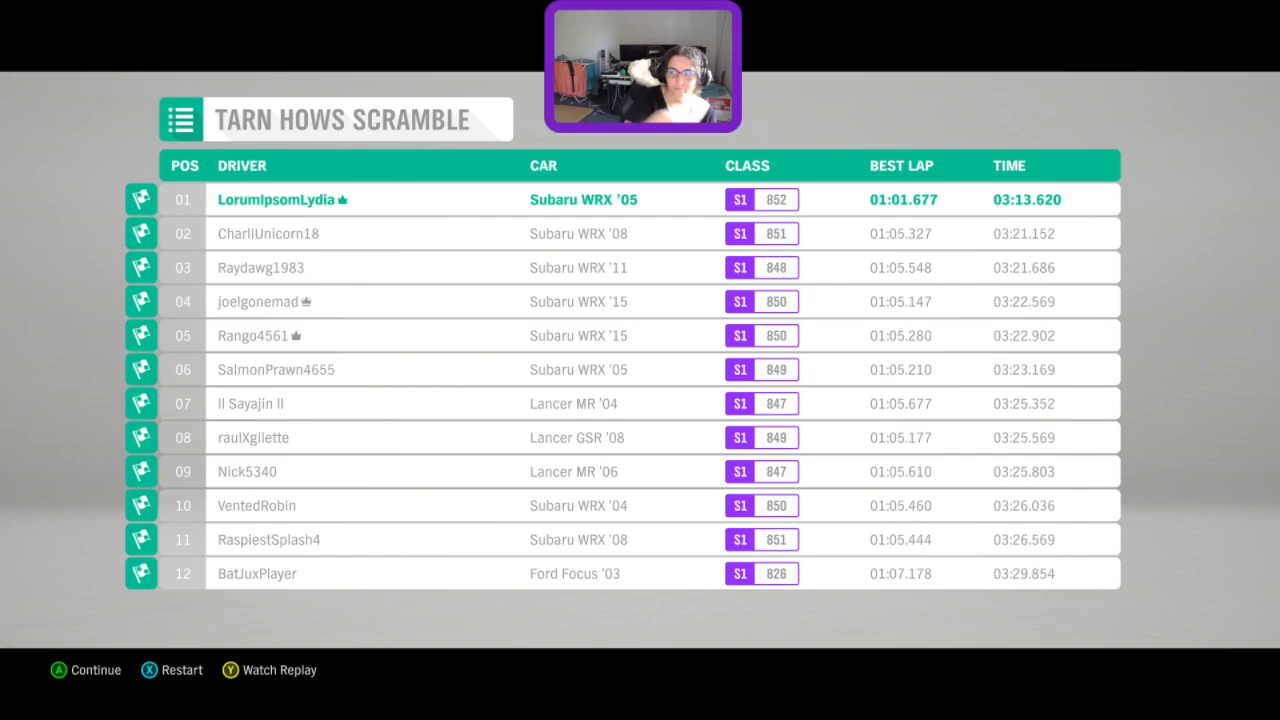 TARN HOWS SCRAMBLE
POS DRIVER CAR CLASS BEST LAP TIME
01 LorumIpsomLydia Subaru WRX '05 S1 852 01:01.677 03:13.620
02 CharliUnicorn18 Subaru WRX '08 S1 851 01:05.327 03:21.152
03 Raydawg1983 Subaru WRX '11 S1 848 01:05.548 03:21.686
04 joelgonemad Subaru WRX '15 S1 850 01:05.147 03:22.569
05 Rango4561 Subaru WRX '15 S1 850 01:05.280 03:22.902
06 SalmonPrawn4655 Subaru WRX '05 S1 849 01:05.210 03:23.169
07 II Sayajin II Lancer MR '04 S1 847 01:05.677 03:25.352
08 raulXgilette Lancer GSR '08 S1 849 01:05.177 03:25.569
09 Nick5340 Lancer MR '06 S1 847 01:05.610 03:25.803
10 VentedRobin Subaru WRX '04 S1 850 01:05.460 03:26.036
11 RaspiestSplash4 Subaru WRX '08 S1 851 01:05.444 03:26.569
12 BatJuxPlayer Ford Focus '03 S1 826 01:07.178 03:29.854
A Continue X Restart Y Watch Replay